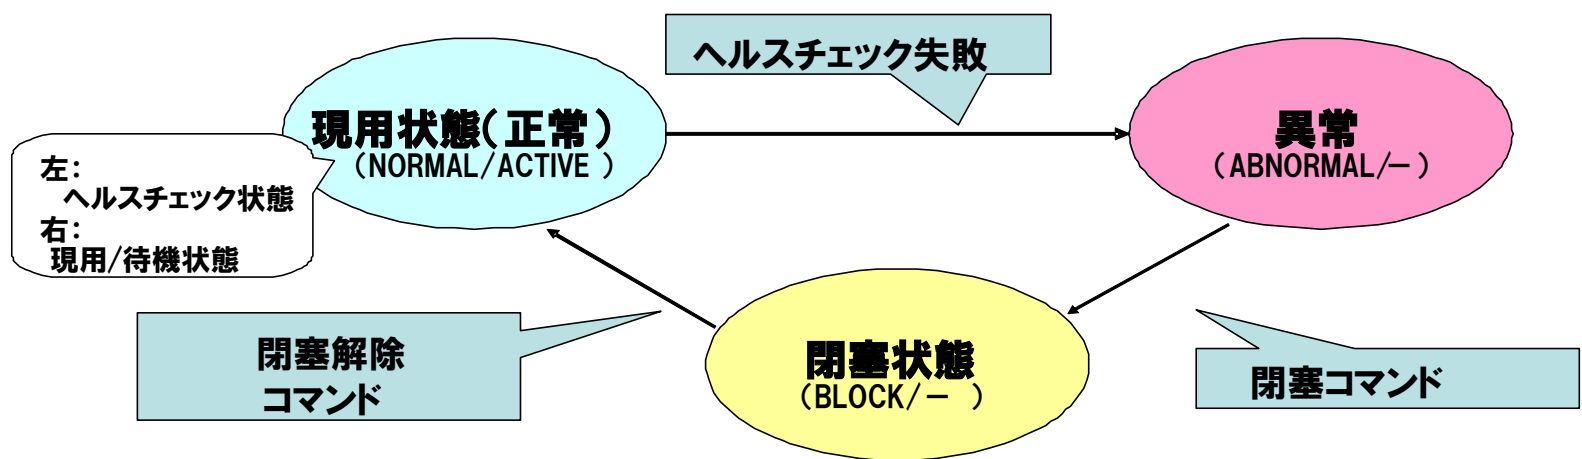 ヘルスチェック失敗
現用状態(正常)
(NORMAL/ACTIVE )
異常
(ABNORMAL/－)
左:
ヘルスチェック状態
右:
現用/待機状態
閉塞解除
コマンド
閉塞状態
(BLOCK/－ )
閉塞コマンド